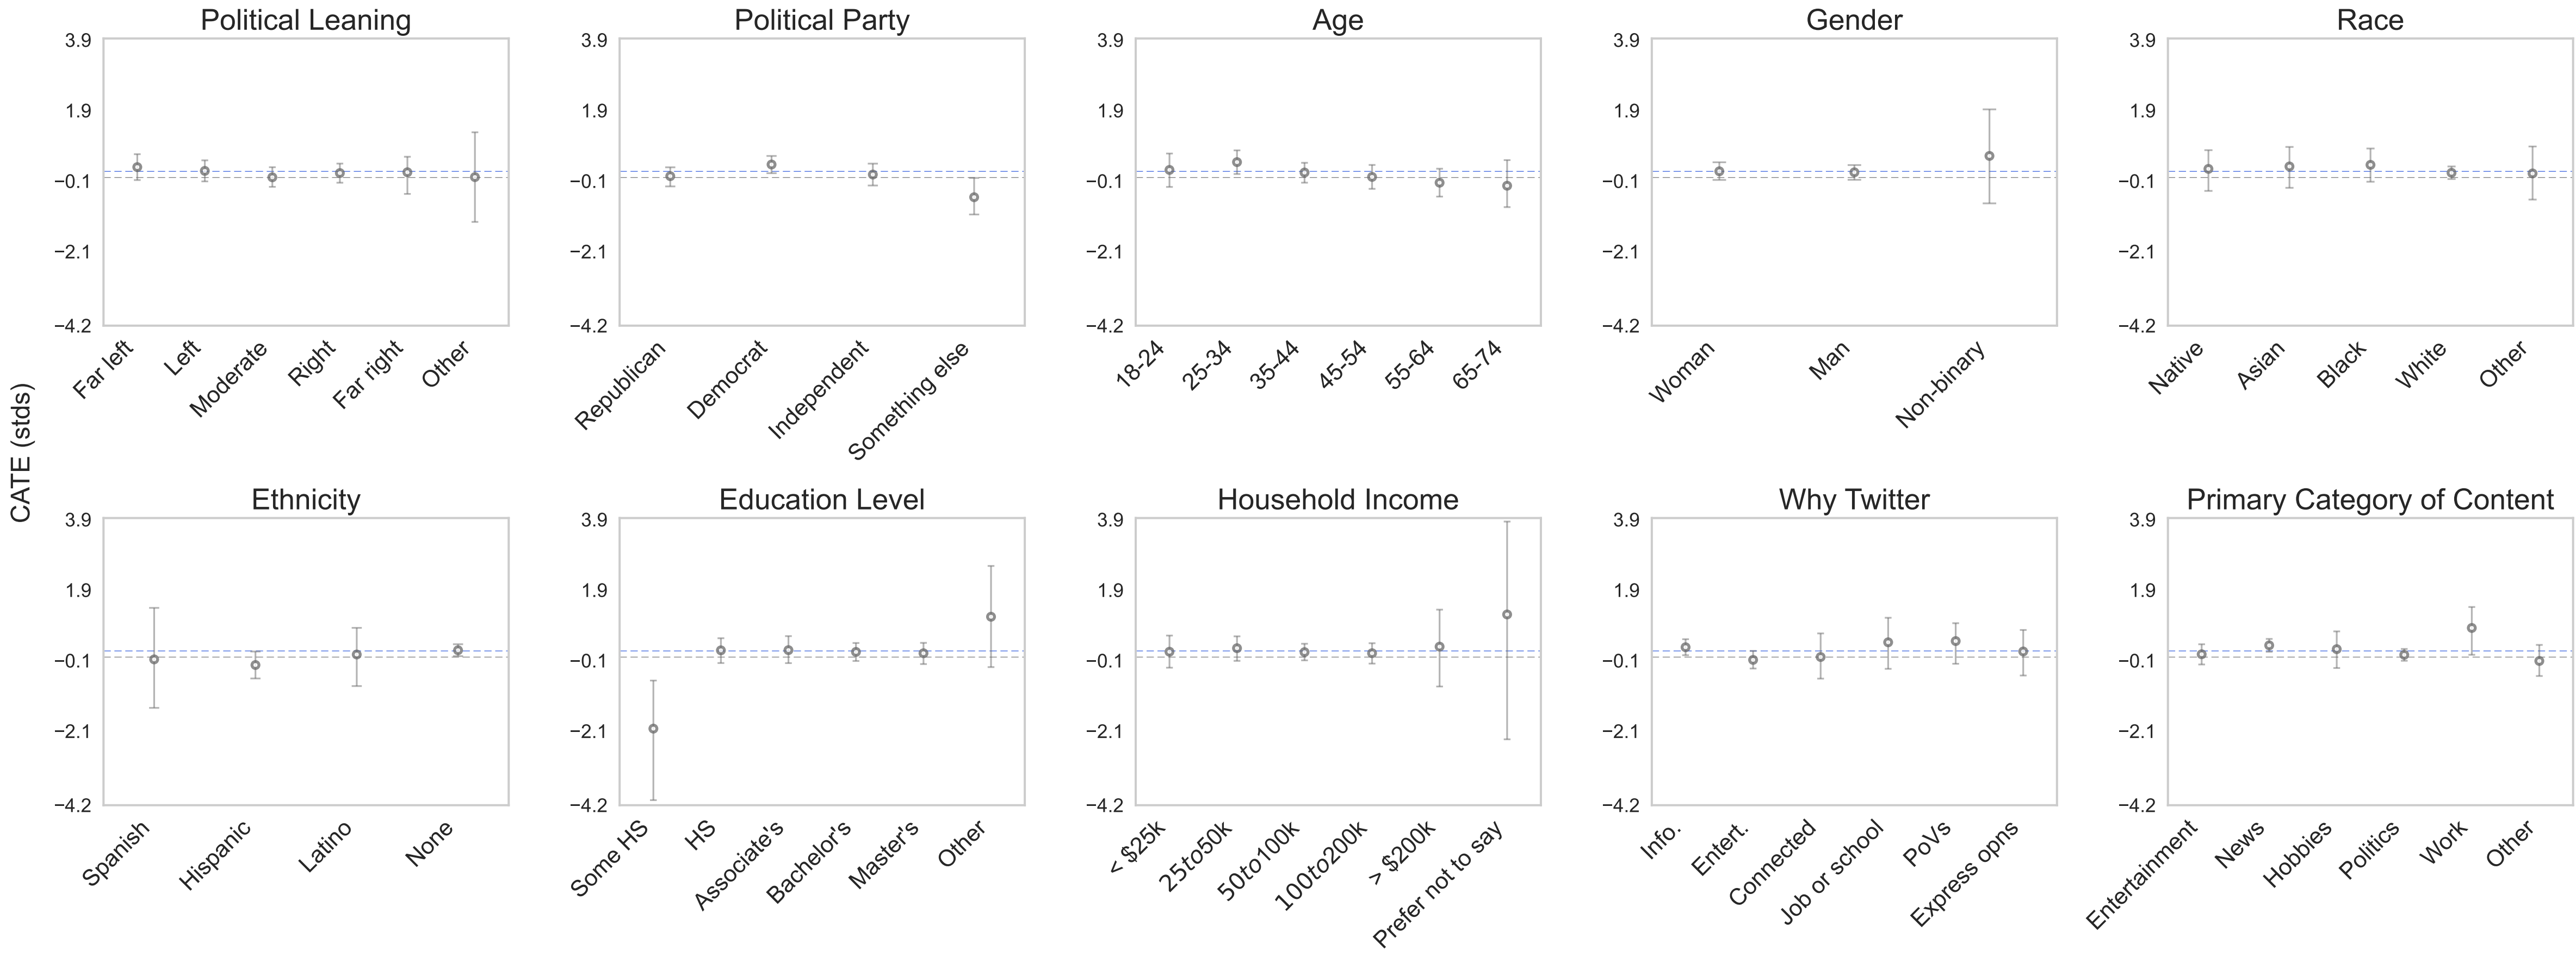 Political Leaning
3.9
1.9
−0.1
−2.1
−4.2
Far left
Left
Moderate
Right
Far right
Other
Political Party
3.9
1.9
−0.1
−2.1
−4.2
Republican
Democrat
Independent
Something else
Age
3.9
1.9
−0.1
−2.1
−4.2
18-24
25-34
35-44
45-54
55-64
65-74
Gender
3.9
1.9
−0.1
−2.1
−4.2
Woman
Man
Non-binary
Race
3.9
1.9
−0.1
−2.1
−4.2
Native
Asian
Black
White
Other
CATE (stds)
Ethnicity
3.9
1.9
−0.1
−2.1
−4.2
Spanish
Hispanic
Latino
None
Education Level
3.9
1.9
−0.1
−2.1
−4.2
Some HS
HS
Associate's
Bachelor's
Master's
Other
Household Income
3.9
1.9
−0.1
−2.1
−4.2
< $25k
25to50k
50to100k
100to200k
> $200k
Prefer not to say
Why Twitter
3.9
1.9
−0.1
−2.1
−4.2
Info.
Entert.
Connected
Job or school
PoVs
Express opns
Primary Category of Content
3.9
1.9
−0.1
−2.1
−4.2
Entertainment
News
Hobbies
Politics
Work
Other